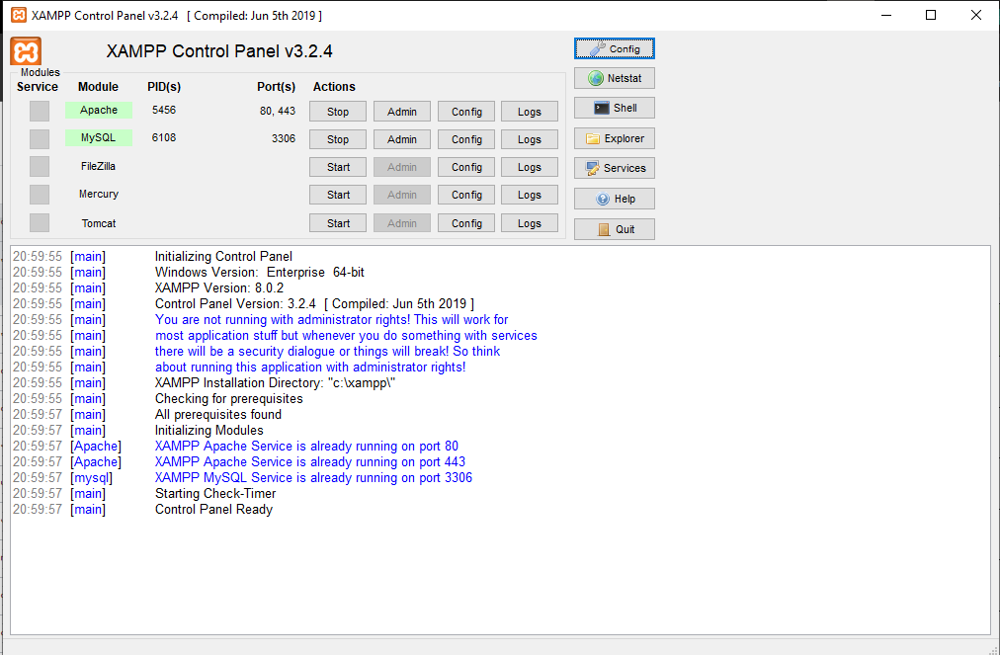 XAMPP Control Panel v3.2.4 [ Compiled: Jun 5th 2019 ]
XAMPP Control Panel v3.2.4
Config
Modules
Service Module PID(s) Port(s) Actions
Netstat
Apache 5456 80, 443 Stop Admin Config Logs
Shell
MySQL 6108 3306 Stop Admin Config Logs
Explorer
FileZilla Start Admin Config Logs
Services
Mercury Start Admin Config Logs
Help
Tomcat Start Admin Config Logs
Quit
20:59:55 [main] Initializing Control Panel
20:59:55 [main] Windows Version: Enterprise 64-bit
20:59:55 [main] XAMPP Version: 8.0.2
20:59:55 [main] Control Panel Version: 3.2.4 [ Compiled: Jun 5th 2019 ]
20:59:55 [main] You are not running with administrator rights! This will work for
20:59:55 [main] most application stuff but whenever you do something with services
20:59:55 [main] there will be a security dialogue or things will break! So think
20:59:55 [main] about running this application with administrator rights!
20:59:55 [main] XAMPP Installation Directory: "c:\xampp\"
20:59:55 [main] Checking for prerequisites
20:59:57 [main] All prerequisites found
20:59:57 [main] Initializing Modules
20:59:57 [Apache] XAMPP Apache Service is already running on port 80
20:59:57 [Apache] XAMPP Apache Service is already running on port 443
20:59:57 [mysql] XAMPP MySQL Service is already running on port 3306
20:59:57 [main] Starting Check-Timer
20:59:57 [main] Control Panel Ready